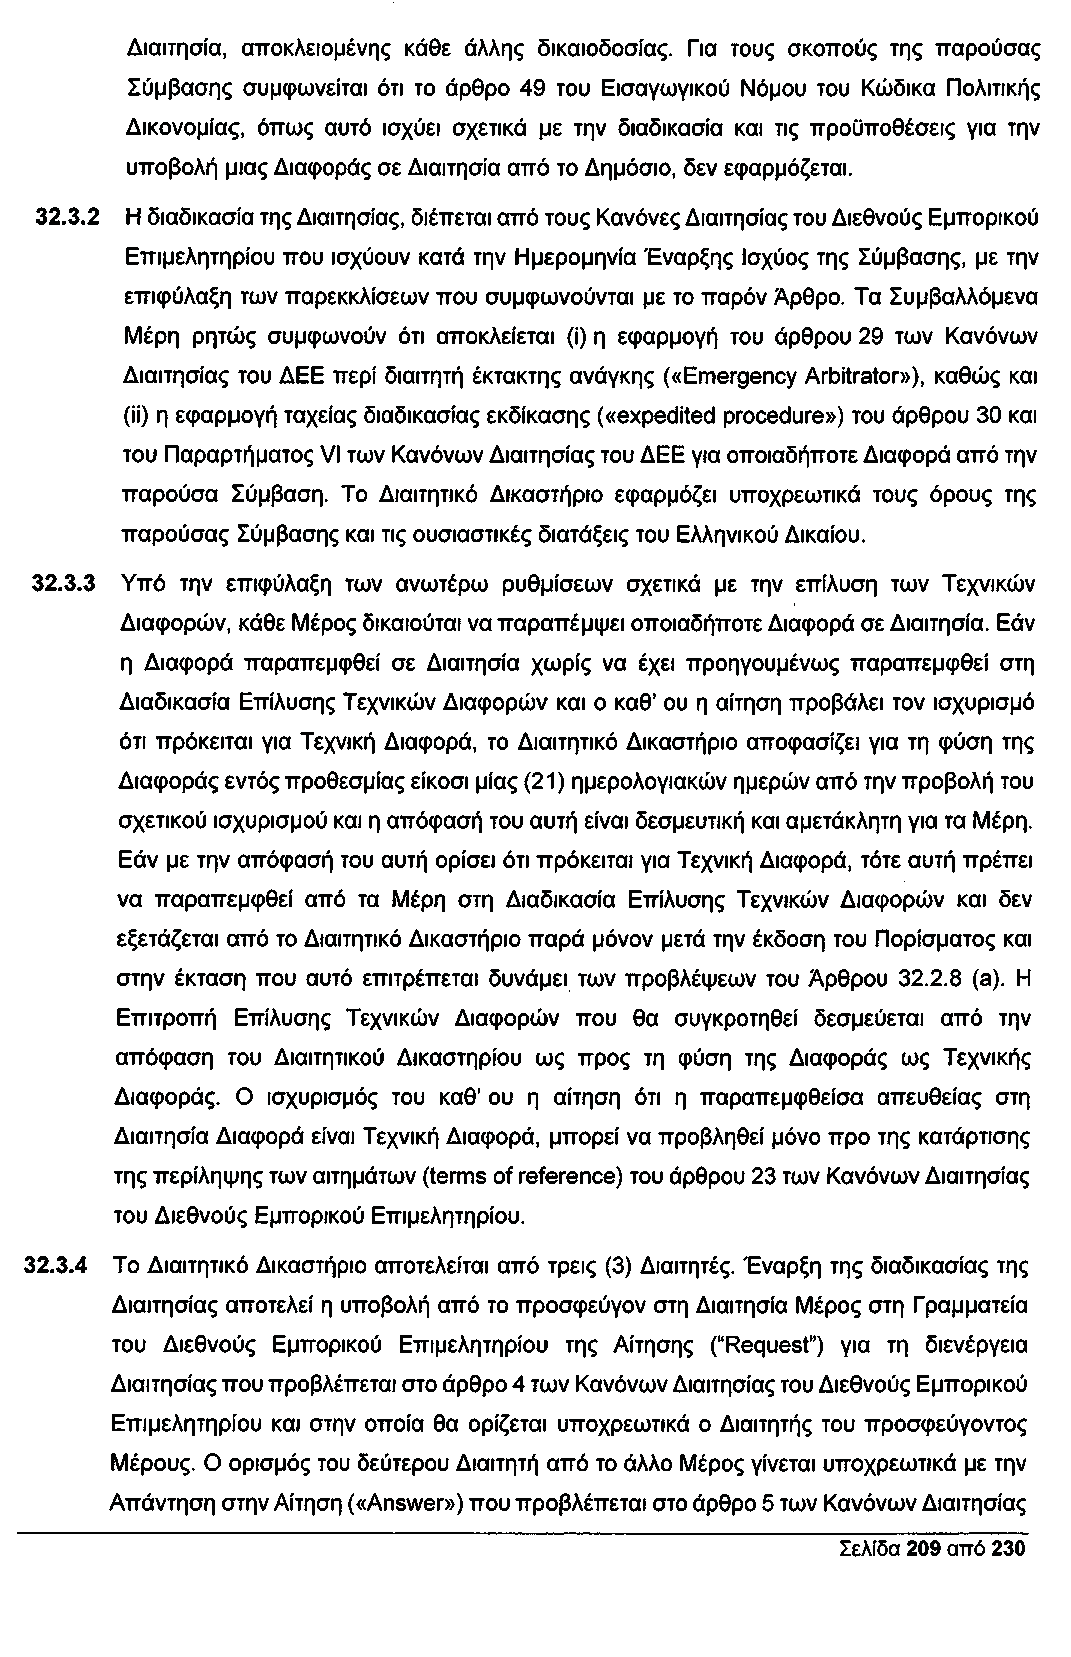 Διαιτησία, αποκλειομένης κάθε άλλης δικαιοδοσίας. Για τους σκοπούς της παρούσας
Σύμβασης συμφωνείται ότι το άρθρο 49 του Εισαγωγικού Νόμου του Κώδικα Πολιτικής
Δικονομίας, όπως αυτό ισχύει σχετικά με την διαδικασία και τις προϋποθέσεις για την
υποβολή μιας Διαφοράς σε Διαιτησία από το Δημόσιο, δεν εφαρμόζεται.
32.3.2 Η διαδικασία της Διαιτησίας, διέπεται από τους Κανόνες Διαιτησίας του Διεθνούς Εμπορικού
Επιμελητηρίου που ισχύουν κατά την Ημερομηνία Έναρξης Ισχύος της Σύμβασης, με την
επιφύλαξη των παρεκκλίσεων που συμφωνούνται με το παρόν Άρθρο. Τα Συμβαλλόμενα
Μέρη ρητώς συμφωνούν ότι αποκλείεται (i) η εφαρμογή του άρθρου 29 των Κανόνων
Διαιτησίας του ΔΕΕ περί διαιτητή έκτακτης ανάγκης («Emergency Arbitrator»), καθώς και
(ii) η εφαρμογή ταχείας διαδικασίας εκδίκασης («expedited procedure») του άρθρου 30 και
του Παραρτήματος VI των Κανόνων Διαιτησίας του ΔΕΕ για οποιαδήποτε Διαφορά από την
παρούσα Σύμβαση. Το Διαιτητικό Δικαστήριο εφαρμόζει υποχρεωτικά τους όρους της
παρούσας Σύμβασης και τις ουσιαστικές διατάξεις του Ελληνικού Δικαίου.
32.3.3 Υπό την επιφύλαξη των ανωτέρω ρυθμίσεων σχετικά με την επίλυση των Τεχνικών
Διαφορών, κάθε Μέρος δικαιούται να παραπέμψει οποιαδήποτε Διαφορά σε Διαιτησία. Εάν
η Διαφορά παραπεμφθεί σε Διαιτησία χωρίς να έχει προηγουμένως παραπεμφθεί στη
Διαδικασία Επίλυσης Τεχνικών Διαφορών και ο καθ' ου η αίτηση προβάλει τον ισχυρισμό
ότι πρόκειται για Τεχνική Διαφορά, το Διαιτητικό Δικαστήριο αποφασίζει για τη φύση της
Διαφοράς εντός προθεσμίας είκοσι μίας (21) ημερολογιακών ημερών από την προβολή του
σχετικού ισχυρισμού και η απόφασή του αυτή είναι δεσμευτική και αμετάκλητη για τα Μέρη.
Εάν με την απόφασή του αυτή ορίσει ότι πρόκειται για Τεχνική Διαφορά, τότε αυτή πρέπει
να παραπεμφθεί από τα Μέρη στη Διαδικασία Επίλυσης Τεχνικών Διαφορών και δεν
εξετάζεται από το Διαιτητικό Δικαστήριο παρά μόνον μετά την έκδοση του Πορίσματος και
στην έκταση που αυτό επιτρέπεται δυνάμει των προβλέψεων του Άρθρου 32.2.8 (α). Η
Επιτροπή Επίλυσης Τεχνικών Διαφορών που θα συγκροτηθεί δεσμεύεται από την
απόφαση του Διαιτητικού Δικαστηρίου ως προς τη φύση της Διαφοράς ως Τεχνικής
Διαφοράς. Ο ισχυρισμός του καθ' ου η αίτηση ότι η παραπεμφθείσα απευθείας στη
Διαιτησία Διαφορά είναι Τεχνική Διαφορά, μπορεί να προβληθεί μόνο προ της κατάρτισης
της περίληψης των αιτημάτων (terms of reference) του άρθρου 23 των Κανόνων Διαιτησίας
του Διεθνούς Εμπορικού Επιμελητηρίου.
32.3.4 Το Διαιτητικό Δικαστήριο αποτελείται από τρεις (3) Διαιτητές. Έναρξη της διαδικασίας της
Διαιτησίας αποτελεί η υποβολή από το προσφεύγον στη Διαιτησία Μέρος στη Γραμματεία
του Διεθνούς Εμπορικού Επιμελητηρίου της Αίτησης (“Request”) για τη διενέργεια
Διαιτησίας που προβλέπεται στο άρθρο 4 των Κανόνων Διαιτησίας του Διεθνούς Εμπορικού
Επιμελητηρίου και στην οποία θα ορίζεται υποχρεωτικά ο Διαιτητής του προσφεύγοντος
Μέρους. Ο ορισμός του δεύτερου Διαιτητή από το άλλο Μέρος γίνεται υποχρεωτικά με την
Απάντηση στην Αίτηση («Answer») που προβλέπεται στο άρθρο 5 των Κανόνων Διαιτησίας
Σελίδα 209 από 230